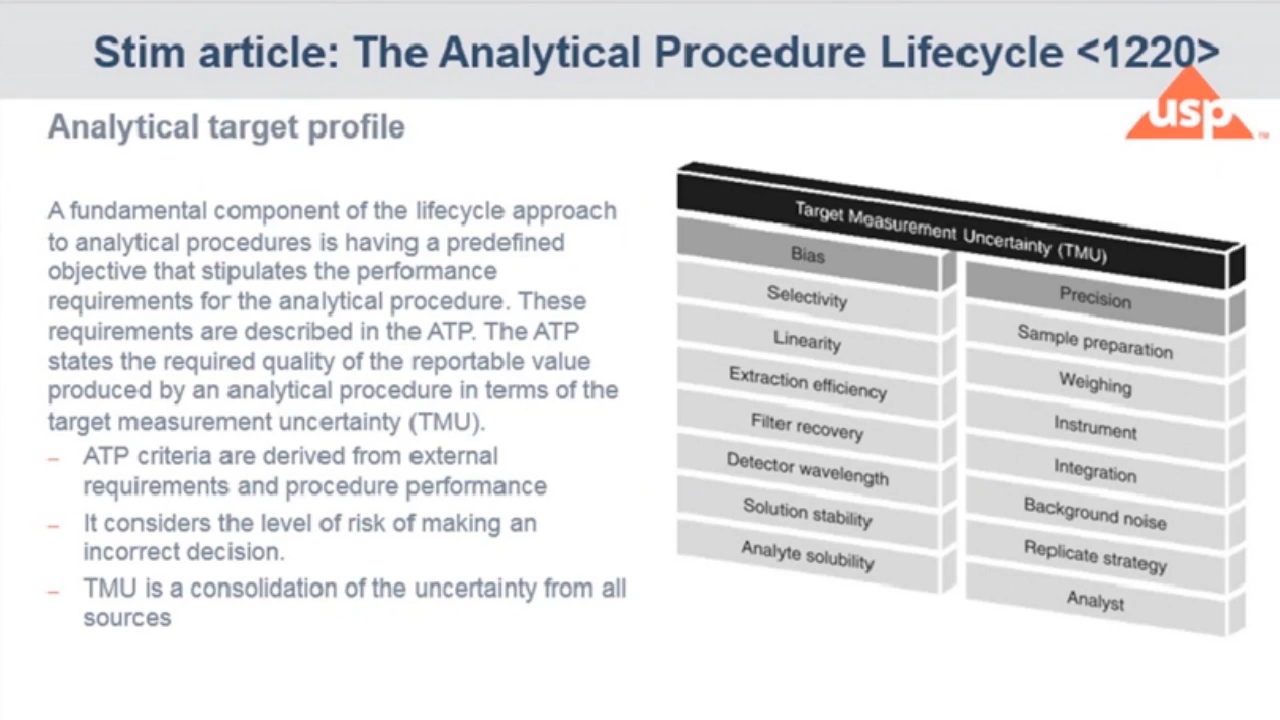 Stim article: The Analytical Procedure Lifecycle <1220>
usp
TM
Analytical target profile
A fundamental component of the lifecycle approach
to analytical procedures is having a predefined
objective that stipulates the performance
requirements for the analytical procedure. These
requirements are described in the ATP. The ATP
states the required quality of the reportable value
produced by an analytical procedure in terms of the
target measurement uncertainty (TMU).
– ATP criteria are derived from external
requirements and procedure performance
– It considers the level of risk of making an
incorrect decision.
– TMU is a consolidation of the uncertainty from all
sources
Target Measurement Uncertainty (TMU)
Bias
Selectivity
Linearity
Extraction efficiency
Filter recovery
Detector wavelength
Solution stability
Analyte solubility
Precision
Sample preparation
Weighing
Instrument
Integration
Background noise
Replicate strategy
Analyst